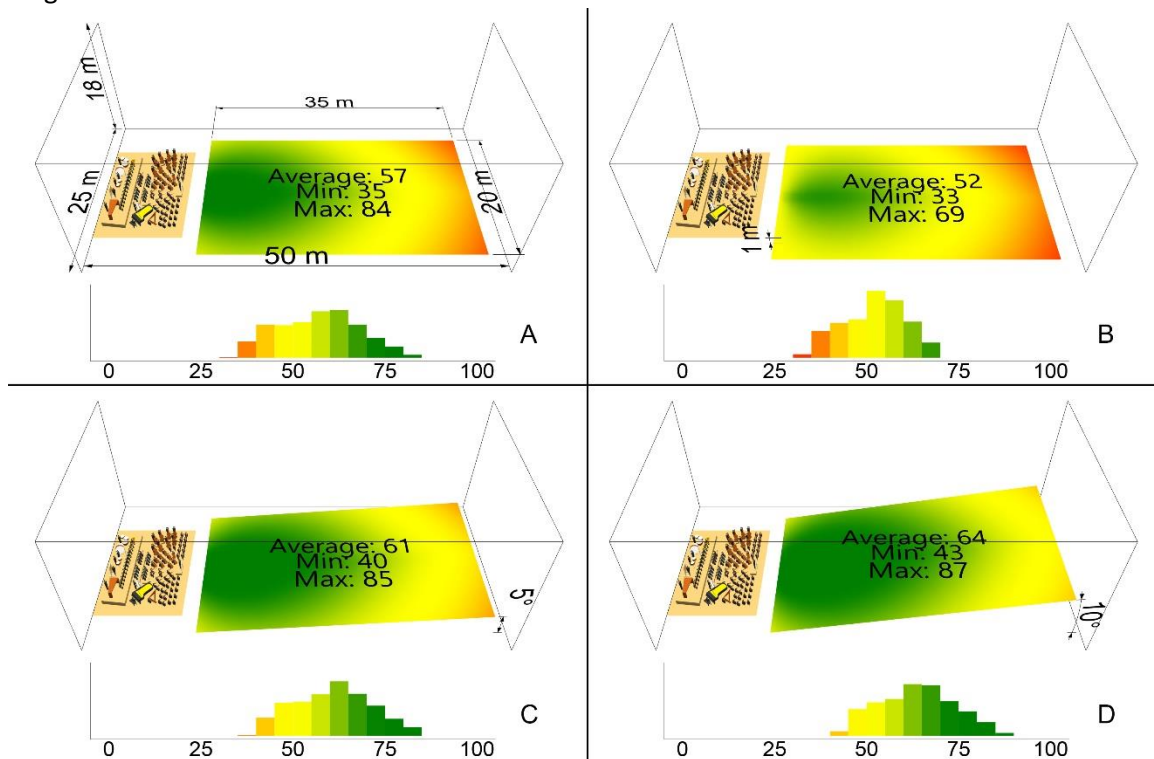 18 m
35 m
25 m
Average: 57
Min: 35
Max: 84
20 m
50 m
A
0 25 50 75 100
Average: 52
Min: 33
Max: 69
1 m
B
0 25 50 75 100
Average: 61
Min: 40
Max: 85
5°
C
0 25 50 75 100
Average: 64
Min: 43
Max: 87
10°
D
0 25 50 75 100